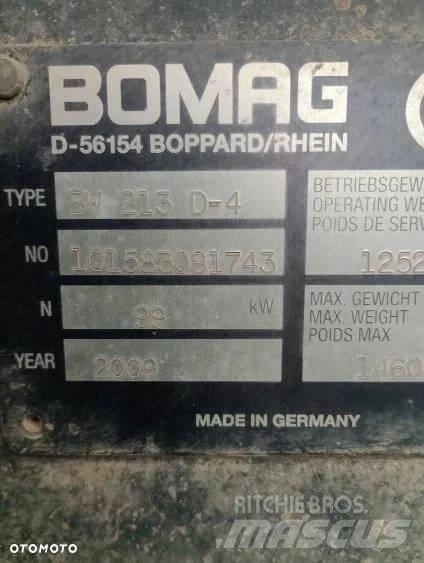 BOMAG
D-56154 BOPPARD/RHEIN
TYPE BW 213 D-4
NO 101583081743
N 99 kW
YEAR 2009
BETRIEBSGEW
OPERATING WE
POIDS DE SERV
1252
MAX. GEWICHT
MAX. WEIGHT
POIDS MAX
1460
MADE IN GERMANY
RITCHIE BROS.
MASCUS
OTOMOTO